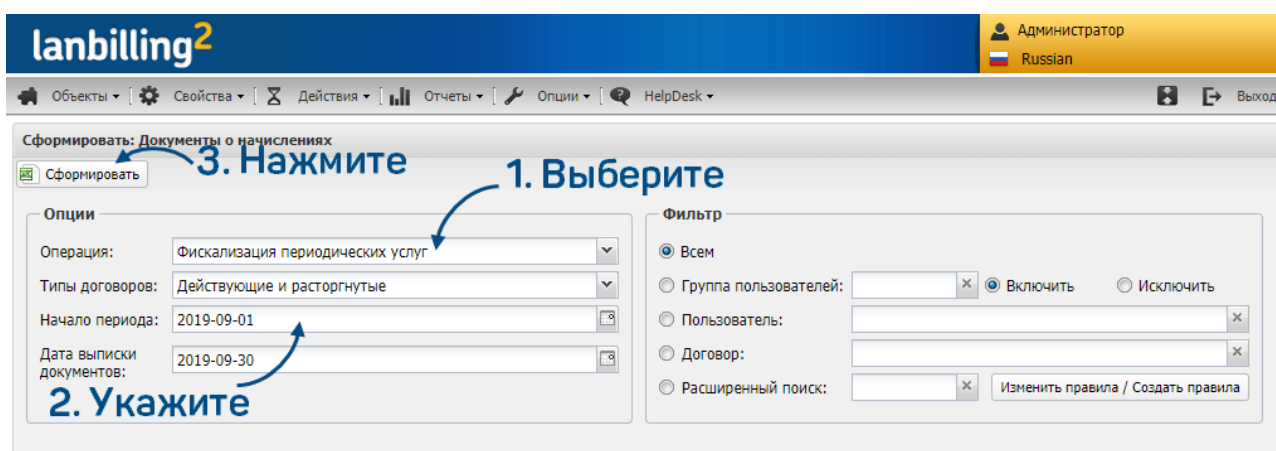 lanbilling2
Администратор
Russian
Объекты Свойства Действия Отчеты Опции HelpDesk Выход
Сформировать: Документы о начислениях
Сформировать
3. Нажмите
1. Выберите
Опции
Операция: Фискализация периодических услуг
Типы договоров: Действующие и расторгнутые
Начало периода: 2019-09-01
Дата выписки
документов: 2019-09-30
2. Укажите
Фильтр
Всем
Группа пользователей: Включить Исключить
Пользователь:
Договор:
Расширенный поиск: Изменить правила / Создать правила